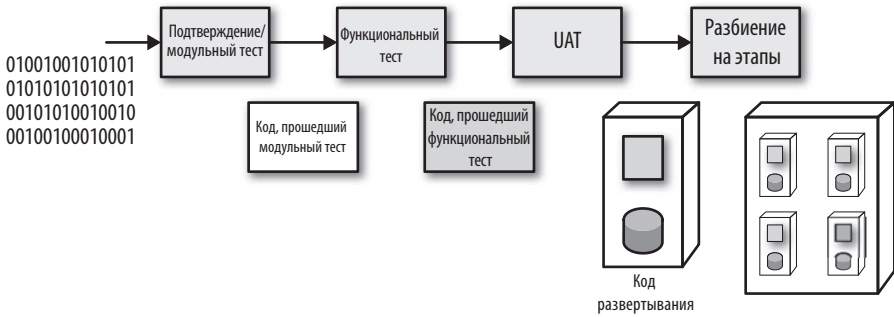 01001001010101
01010101010101
00101010010010
00100100010001
Подтверждение/
модульный тест
Функциональный
тест
UAT
Разбиение
на этапы
Код, прошедший
модульный тест
Код, прошедший
функциональный
тест
Код
развертывания